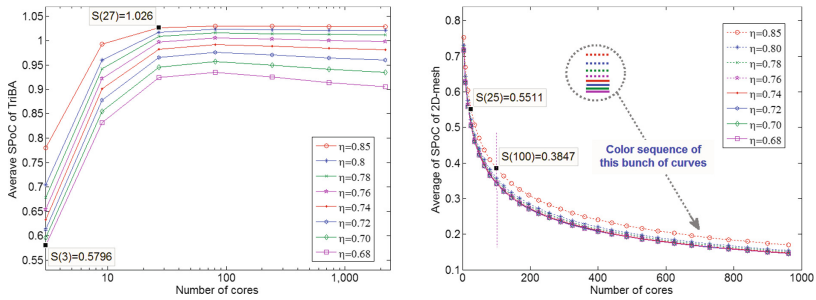 S(27)=1.026
1.05
1
0.95
0.9
0.85
0.8
0.75
0.7
0.65
0.6
0.55
Averave SPoC of TriBA
S(3)=0.5796
η=0.85
η=0.8
η=0.78
η=0.76
η=0.74
η=0.72
η=0.70
η=0.68
10
100
1,000
Number of cores
0.8
0.7
0.6
0.5
0.4
0.3
0.2
0.1
Average of SPoC of 2D-mesh
S(25)=0.5511
S(100)=0.3847
Color sequence of
this bunch of curves
η=0.85
η=0.80
η=0.78
η=0.76
η=0.74
η=0.72
η=0.70
η=0.68
0
200
400
600
800
1000
Number of cores